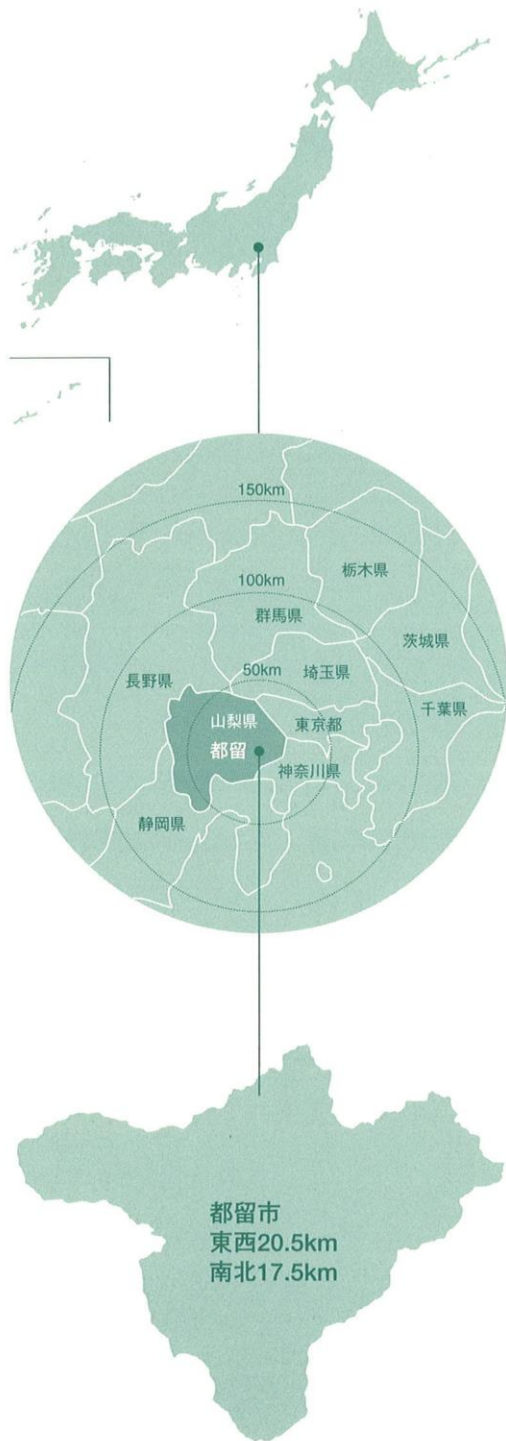 150km
栃木県
100km
群馬県
茨城県
50km
埼玉県
長野県
千葉県
山梨県
東京都
都留
神奈川県
静岡県
都留市
東西20.5km
南北17.5km